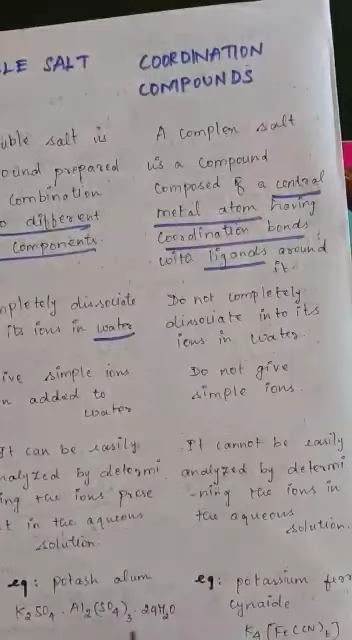 LE SALT
uble salt is
ound prepared
combination
o different
components.
mpletely dissociate
its ions in water
ive simple ions
n added to
water
It can be easily
nalyzed by determi
ing the ions prese
t in the aqueous
solution.
eg: potash alum
K2SO4 . Al2(SO4)3 . 24H2O
COORDINATION
COMPOUNDS
A complex salt
is a compound
composed of a central
metal atom having
coordination bonds
with ligands around
it.
Do not completely
dissociate into its
ions in water.
Do not give
simple ions.
It cannot be easily
analyzed by determi
-ning the ions in
the aqueous
solution.
eg: potassium
cynaide
K4[Fe(CN)6]